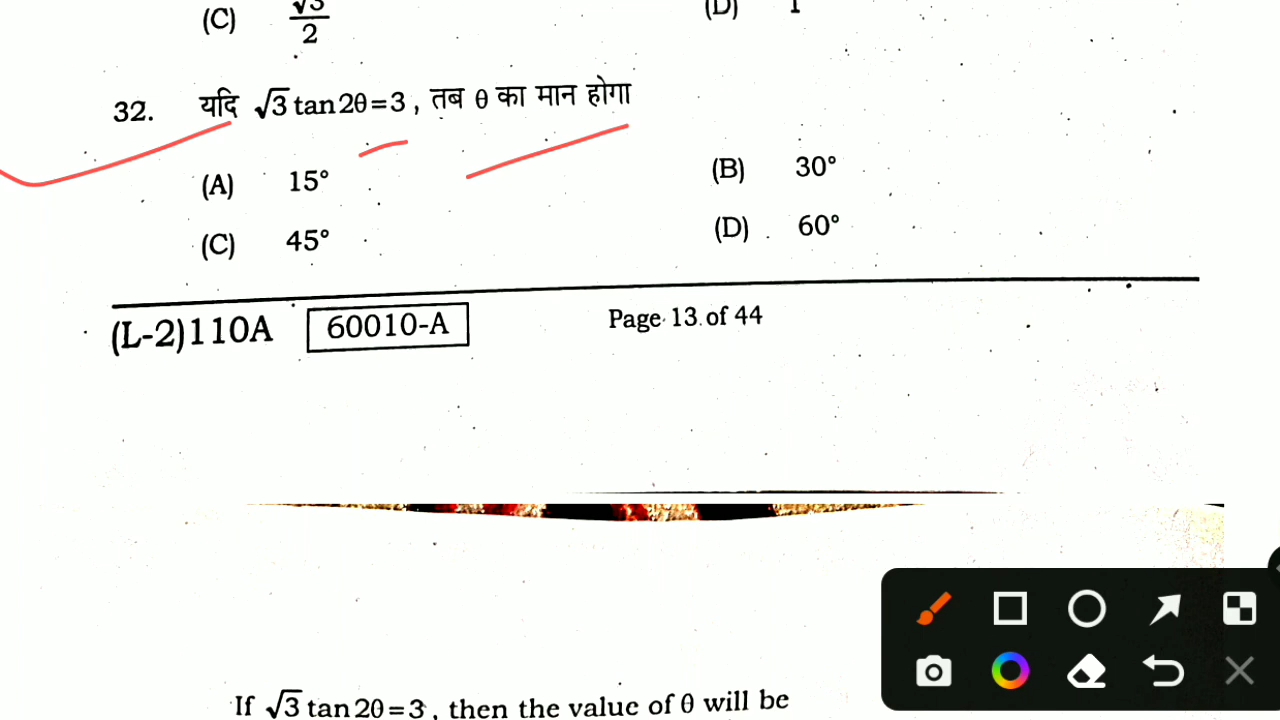 (C) √3/2 (D) 1
32. यदि √3 tan 2θ = 3 , तब θ का मान होगा
(A) 15° (B) 30°
(C) 45° (D) 60°
(L-2)110A 60010-A Page 13 of 44
If √3 tan 2θ = 3 , then the value of θ will be